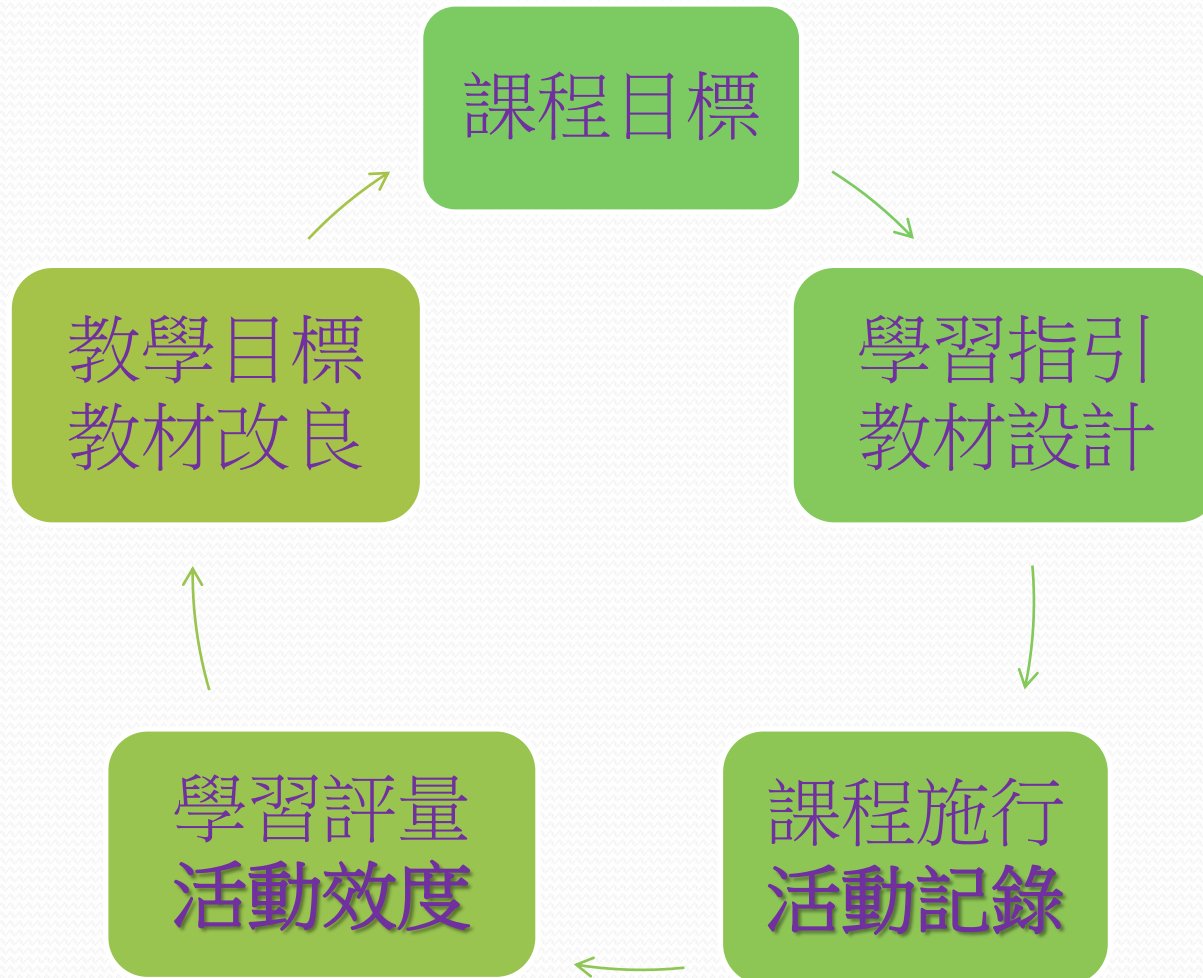 課程目標
學習指引
教材設計
課程施行
活動記錄
學習評量
活動效度
教學目標
教材改良